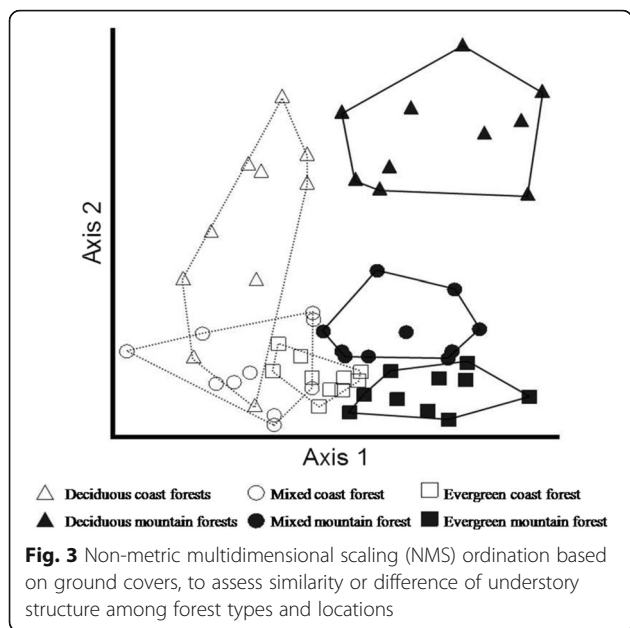 Axis 2
Axis 1
Deciduous coast forests Mixed coast forest Evergreen coast forest
Deciduous mountain forests Mixed mountain forest Evergreen mountain forest
Fig. 3 Non-metric multidimensional scaling (NMS) ordination based
on ground covers, to assess similarity or difference of understory
structure among forest types and locations